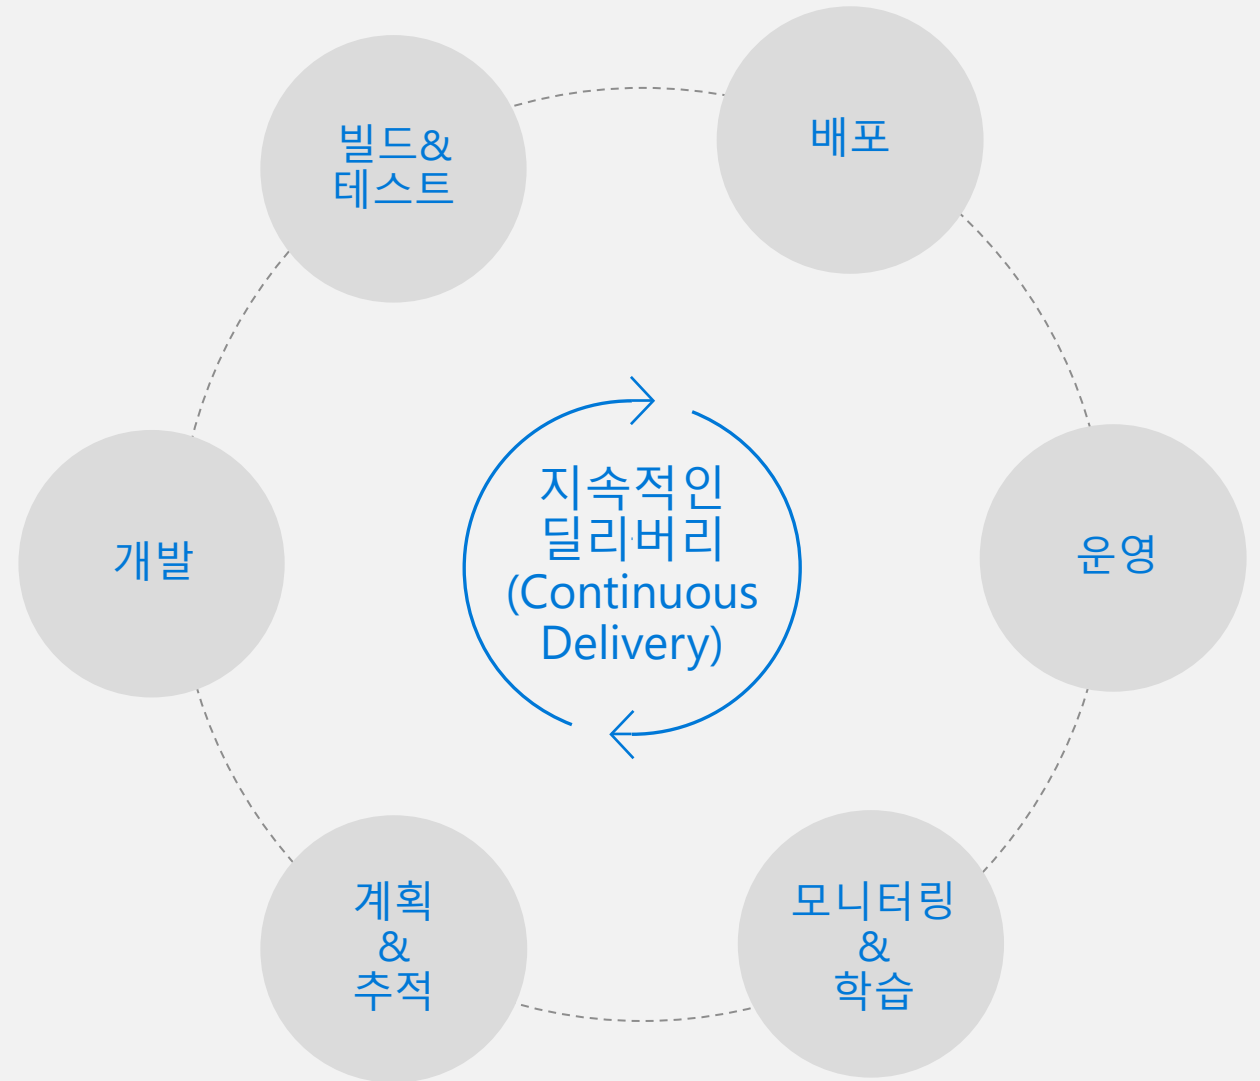 빌드&
테스트
배포
지속적인
딜리버리
(Continuous
Delivery)
개발
운영
계획
&
추적
모니터링
&
학습